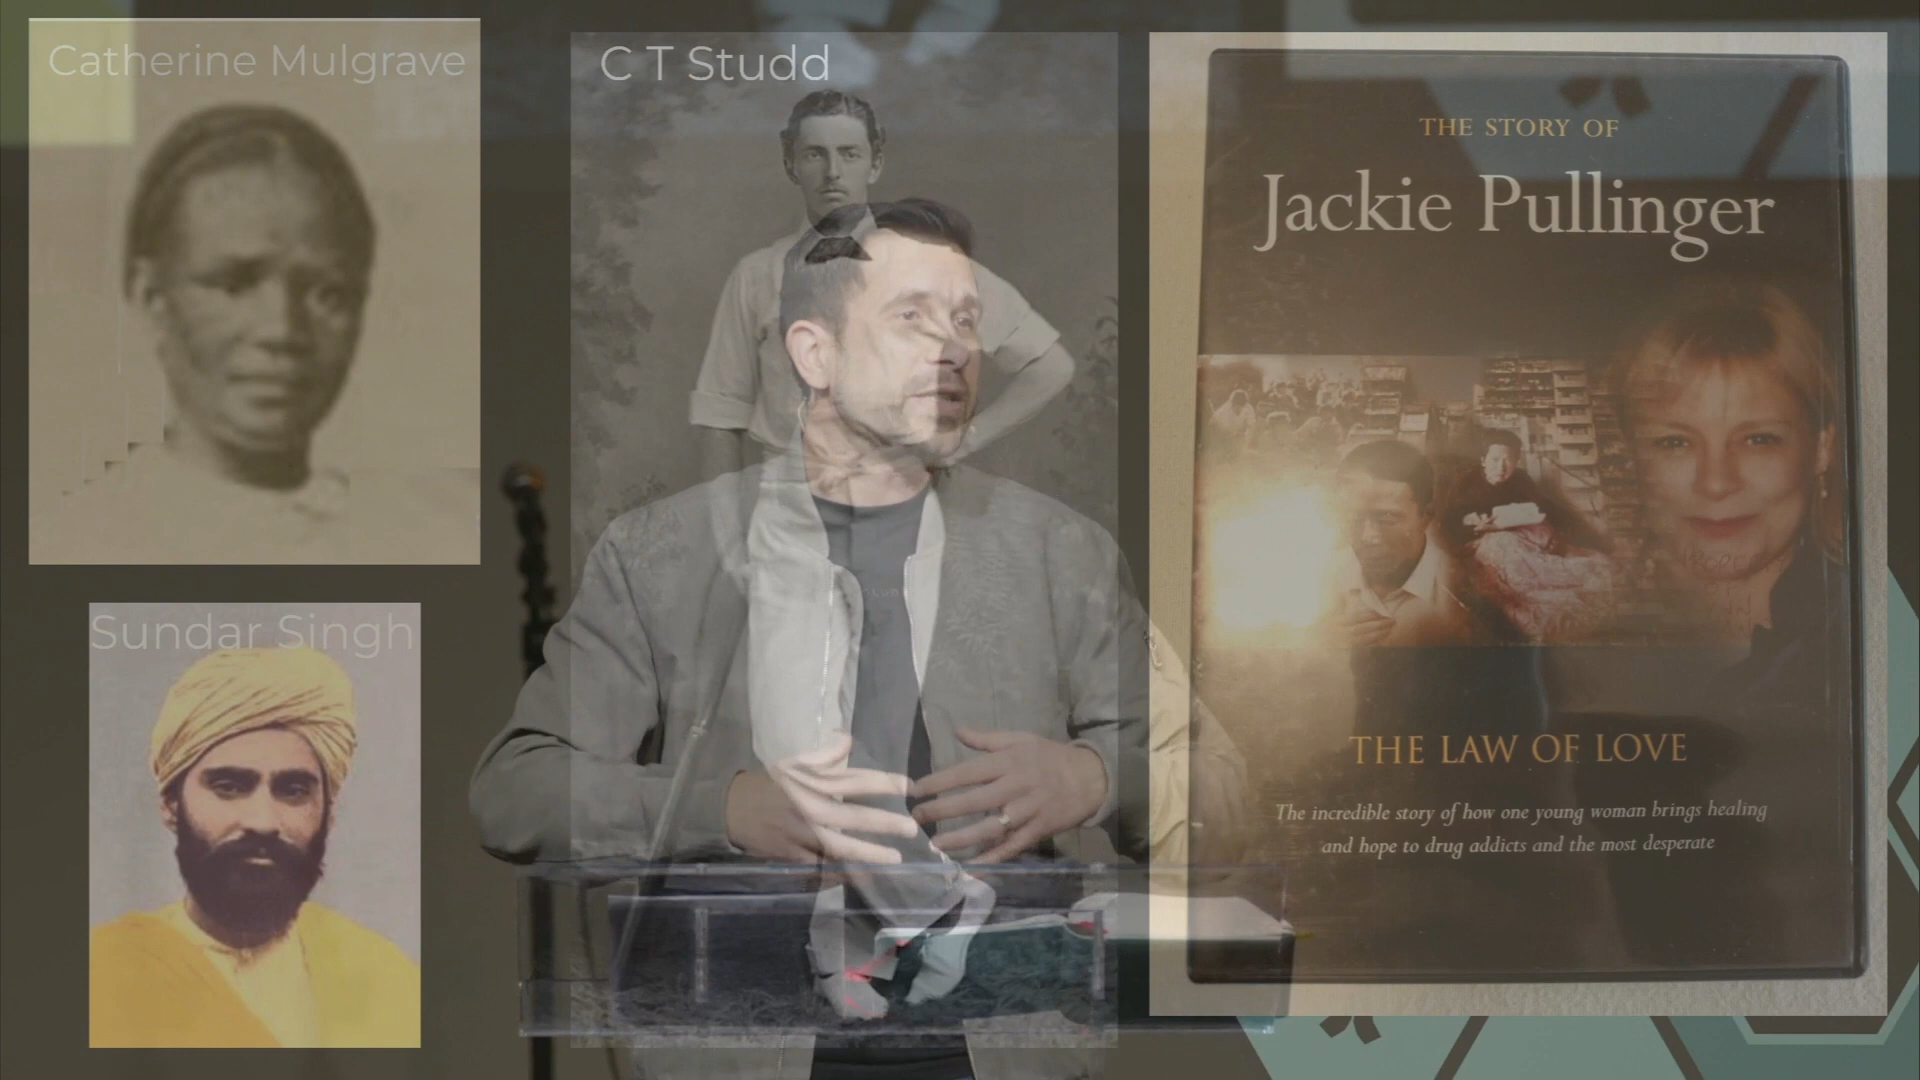 Catherine Mulgrave
C T Studd
THE STORY OF
Jackie Pullinger
THE LAW OF LOVE
The incredible story of how one young woman brings healing
and hope to drug addicts and the most desperate
Sundar Singh